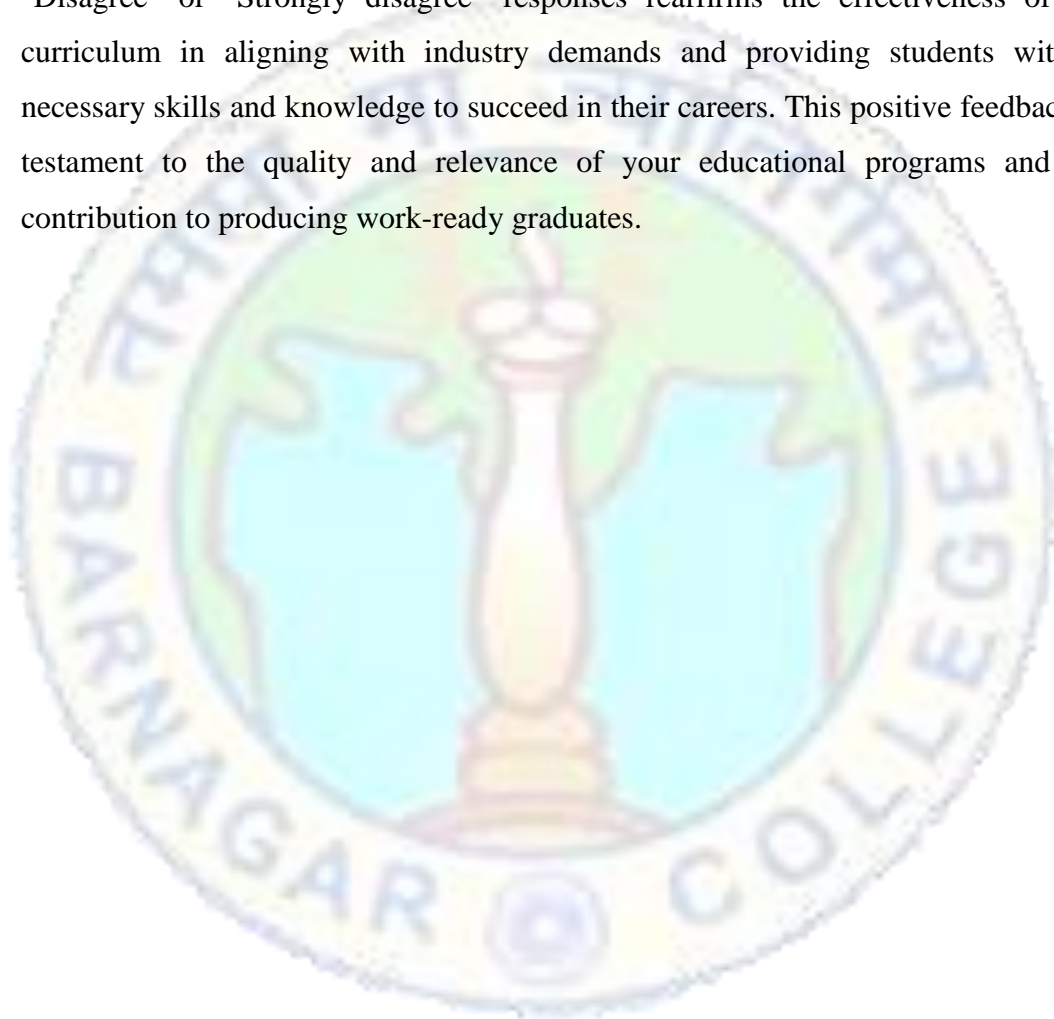 "Disagree" or "Strongly disagree" responses reaffirms the effectiveness of
curriculum in aligning with industry demands and providing students wit
necessary skills and knowledge to succeed in their careers. This positive feedbac
testament to the quality and relevance of your educational programs and
contribution to producing work-ready graduates.
तमसो मा ज्योतिर्गमय
BARNAGAR COLLEGE